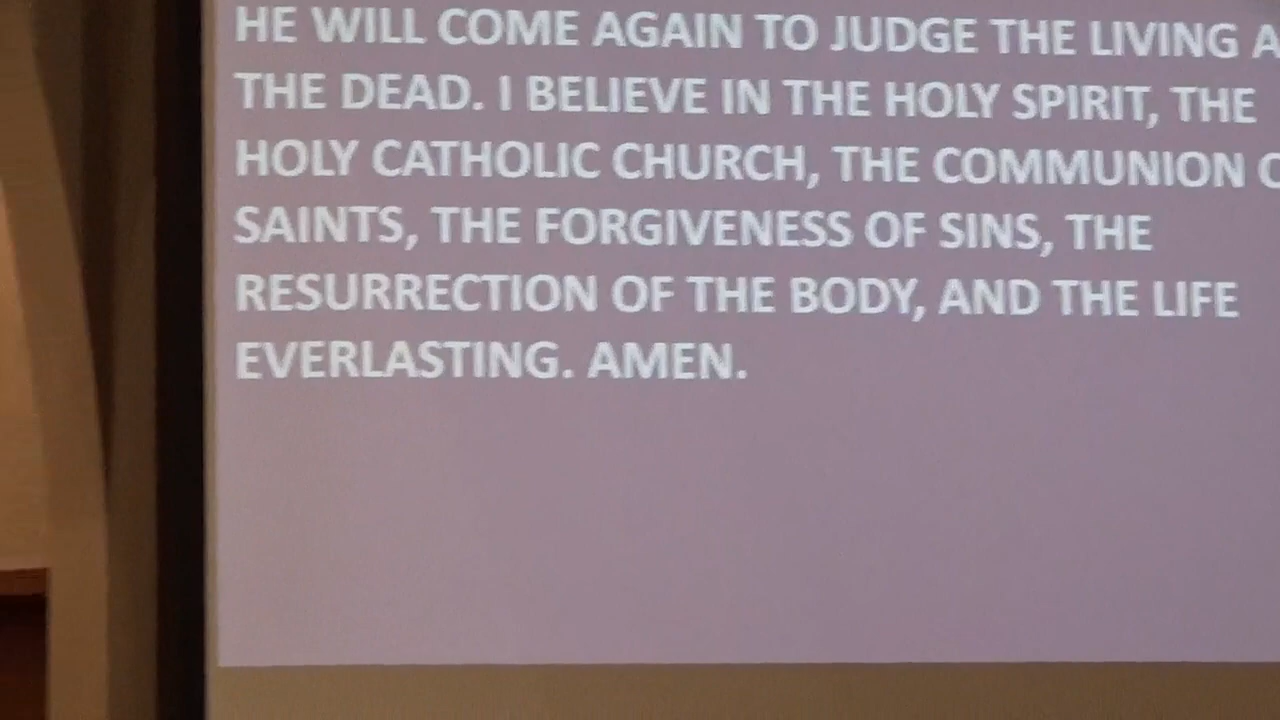 HE WILL COME AGAIN TO JUDGE THE LIVING
THE DEAD. I BELIEVE IN THE HOLY SPIRIT, THE
HOLY CATHOLIC CHURCH, THE COMMUNION
SAINTS, THE FORGIVENESS OF SINS, THE
RESURRECTION OF THE BODY, AND THE LIFE
EVERLASTING. AMEN.